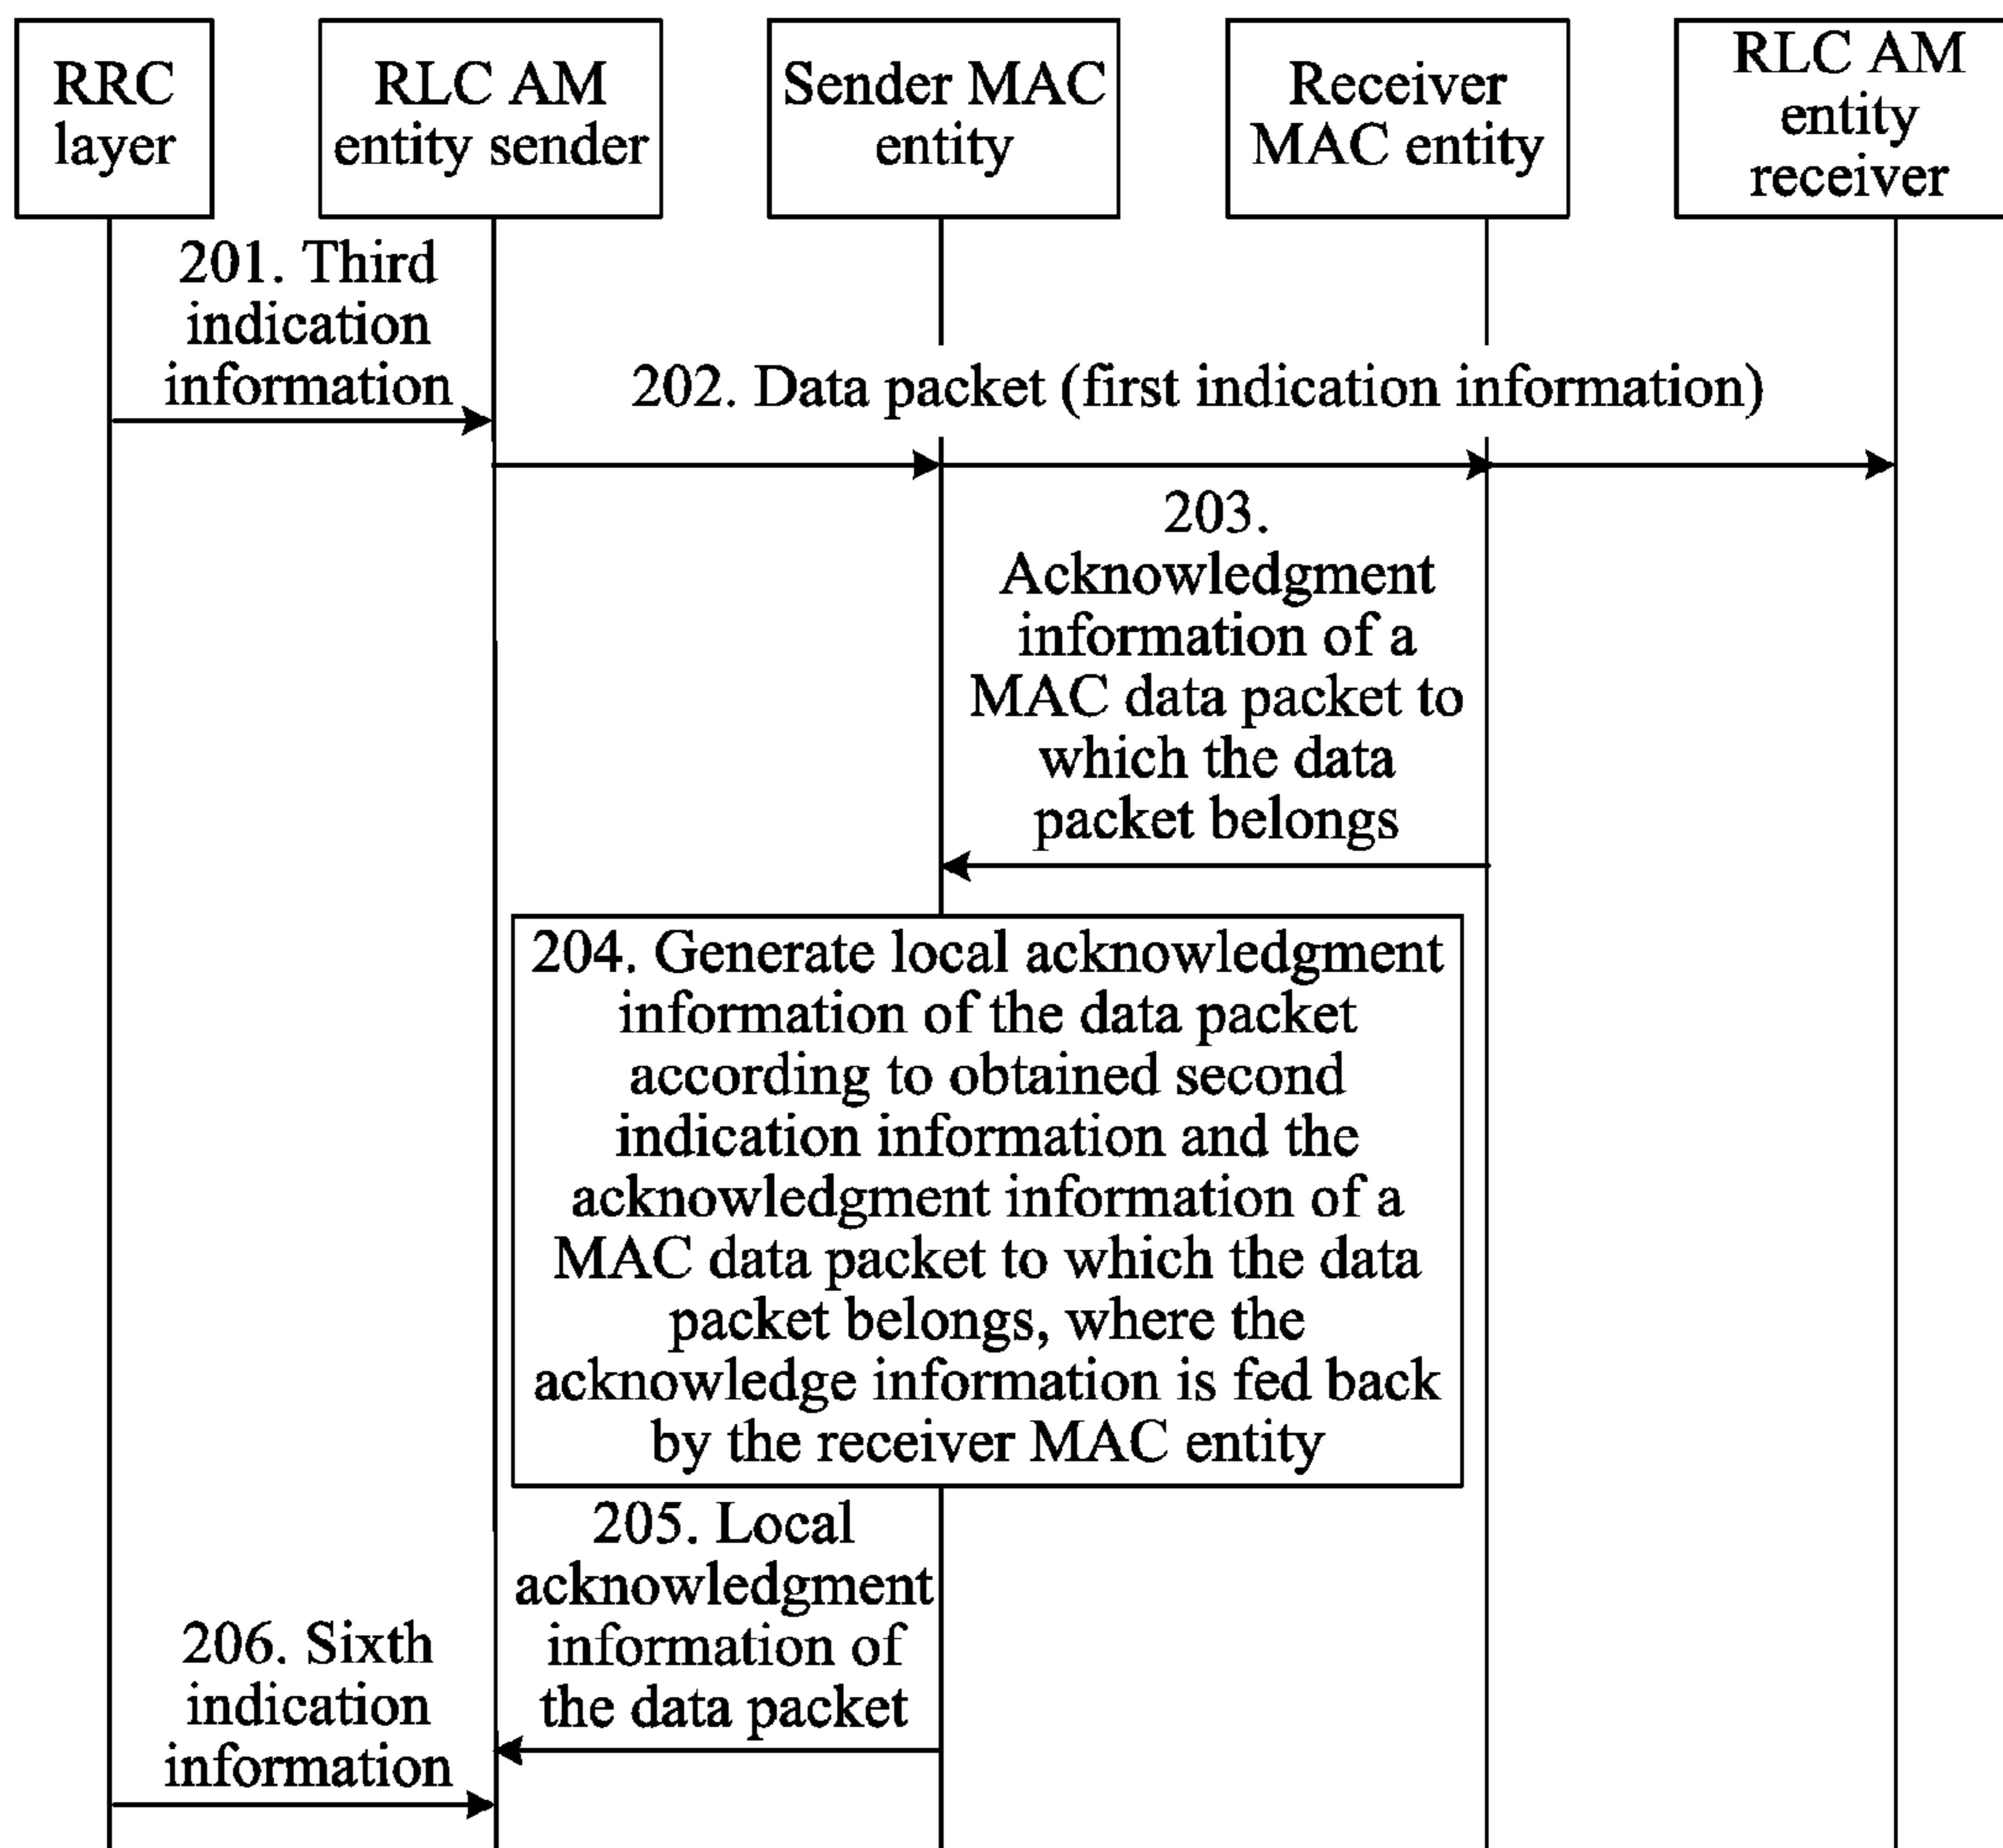 RRC
layer
RLC AM
entity sender
Sender MAC
entity
Receiver
MAC entity
RLC AM
entity
receiver
201. Third
indication
information
202. Data packet (first indication information)
203.
Acknowledgment
information of a
MAC data packet to
which the data
packet belongs
204. Generate local acknowledgment
information of the data packet
according to obtained second
indication information and the
acknowledgment information of a
MAC data packet to which the data
packet belongs, where the
acknowledge information is fed back
by the receiver MAC entity
205. Local
acknowledgment
information of
the data packet
206. Sixth
indication
information